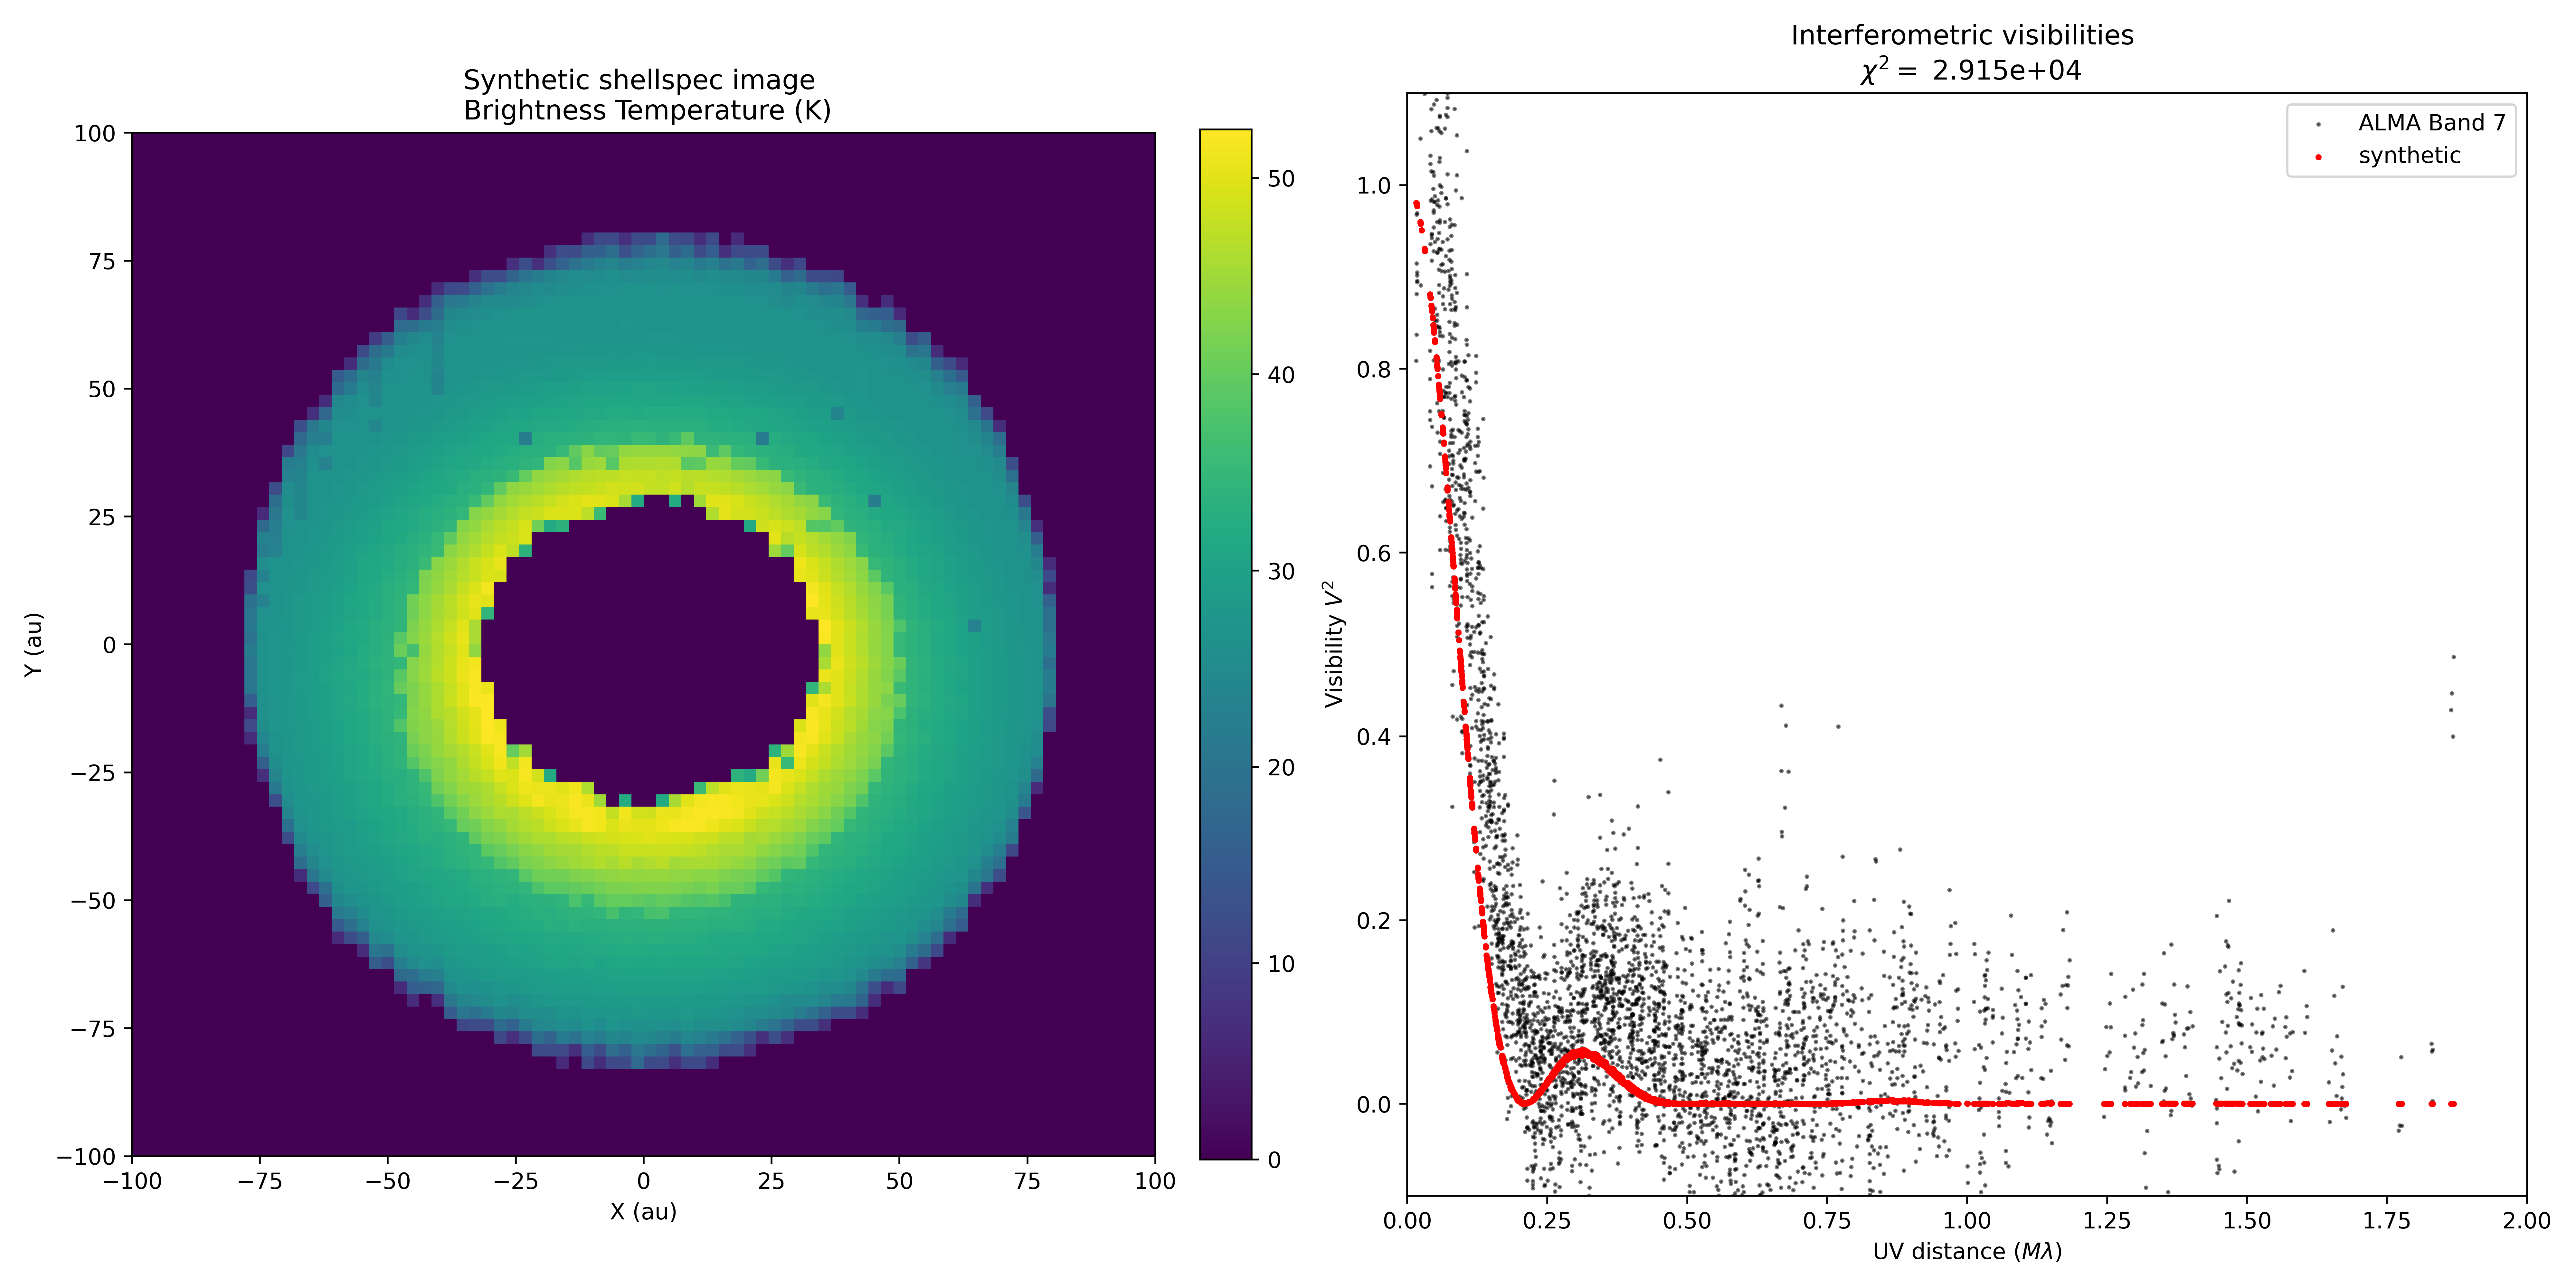 Synthetic shellspec image
Brightness Temperature (K)
100
75
50
25
0
−25
−50
−75
−100
Y (au)
−100 −75 −50 −25 0 25 50 75 100
X (au)
50
40
30
20
10
0
Interferometric visibilities
χ² = 2.915e+04
ALMA Band 7
synthetic
1.0
0.8
0.6
0.4
0.2
0.0
Visibility V²
0.00 0.25 0.50 0.75 1.00 1.25 1.50 1.75 2.00
UV distance (Mλ)